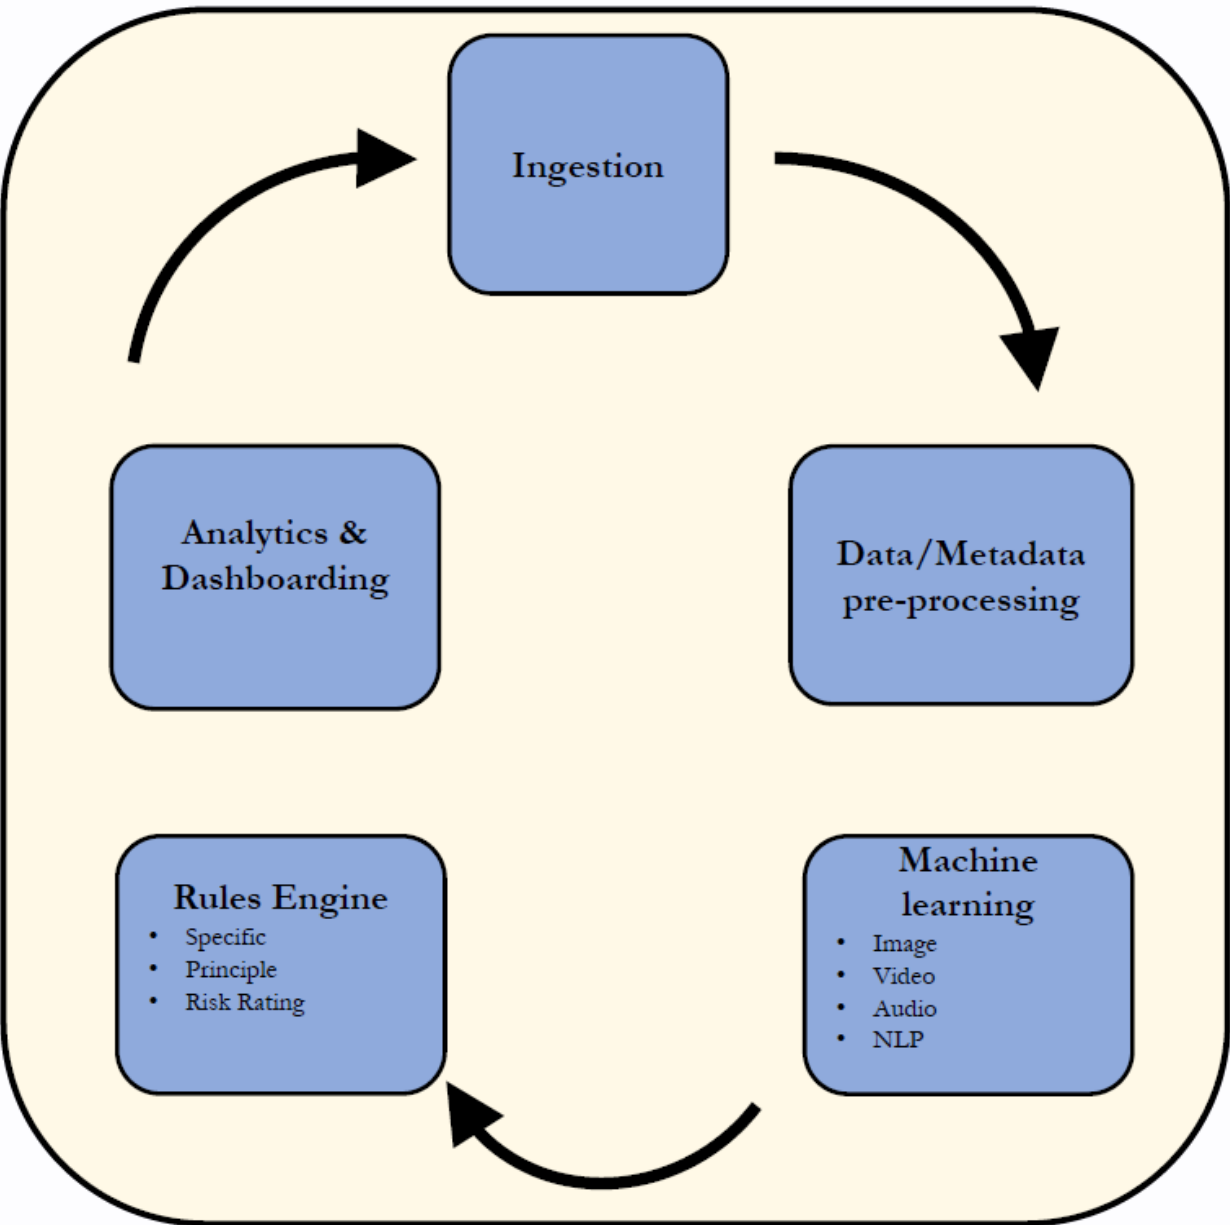 Ingestion
Analytics &
Dashboarding
Data/Metadata
pre-processing
Rules Engine
• Specific
• Principle
• Risk Rating
Machine
learning
• Image
• Video
• Audio
• NLP